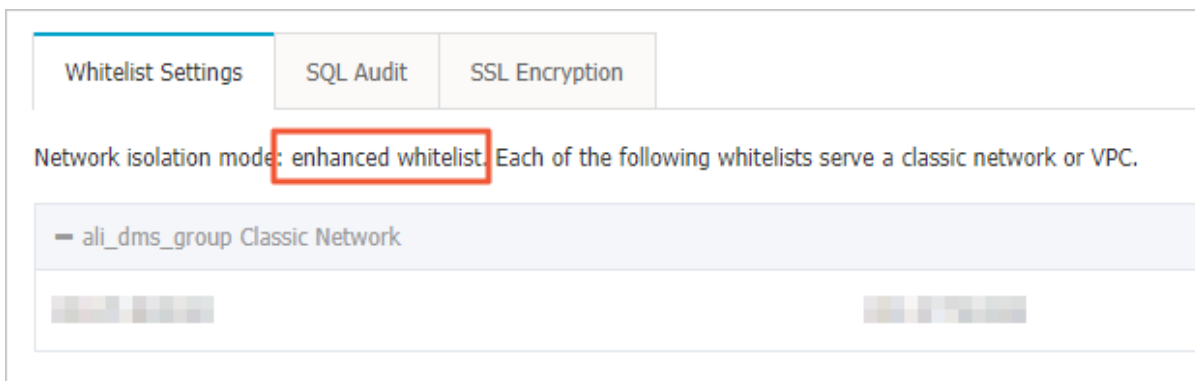 Whitelist Settings SQL Audit SSL Encryption
Network isolation mode: enhanced whitelist. Each of the following whitelists serve a classic network or VPC.
ali_dms_group Classic Network